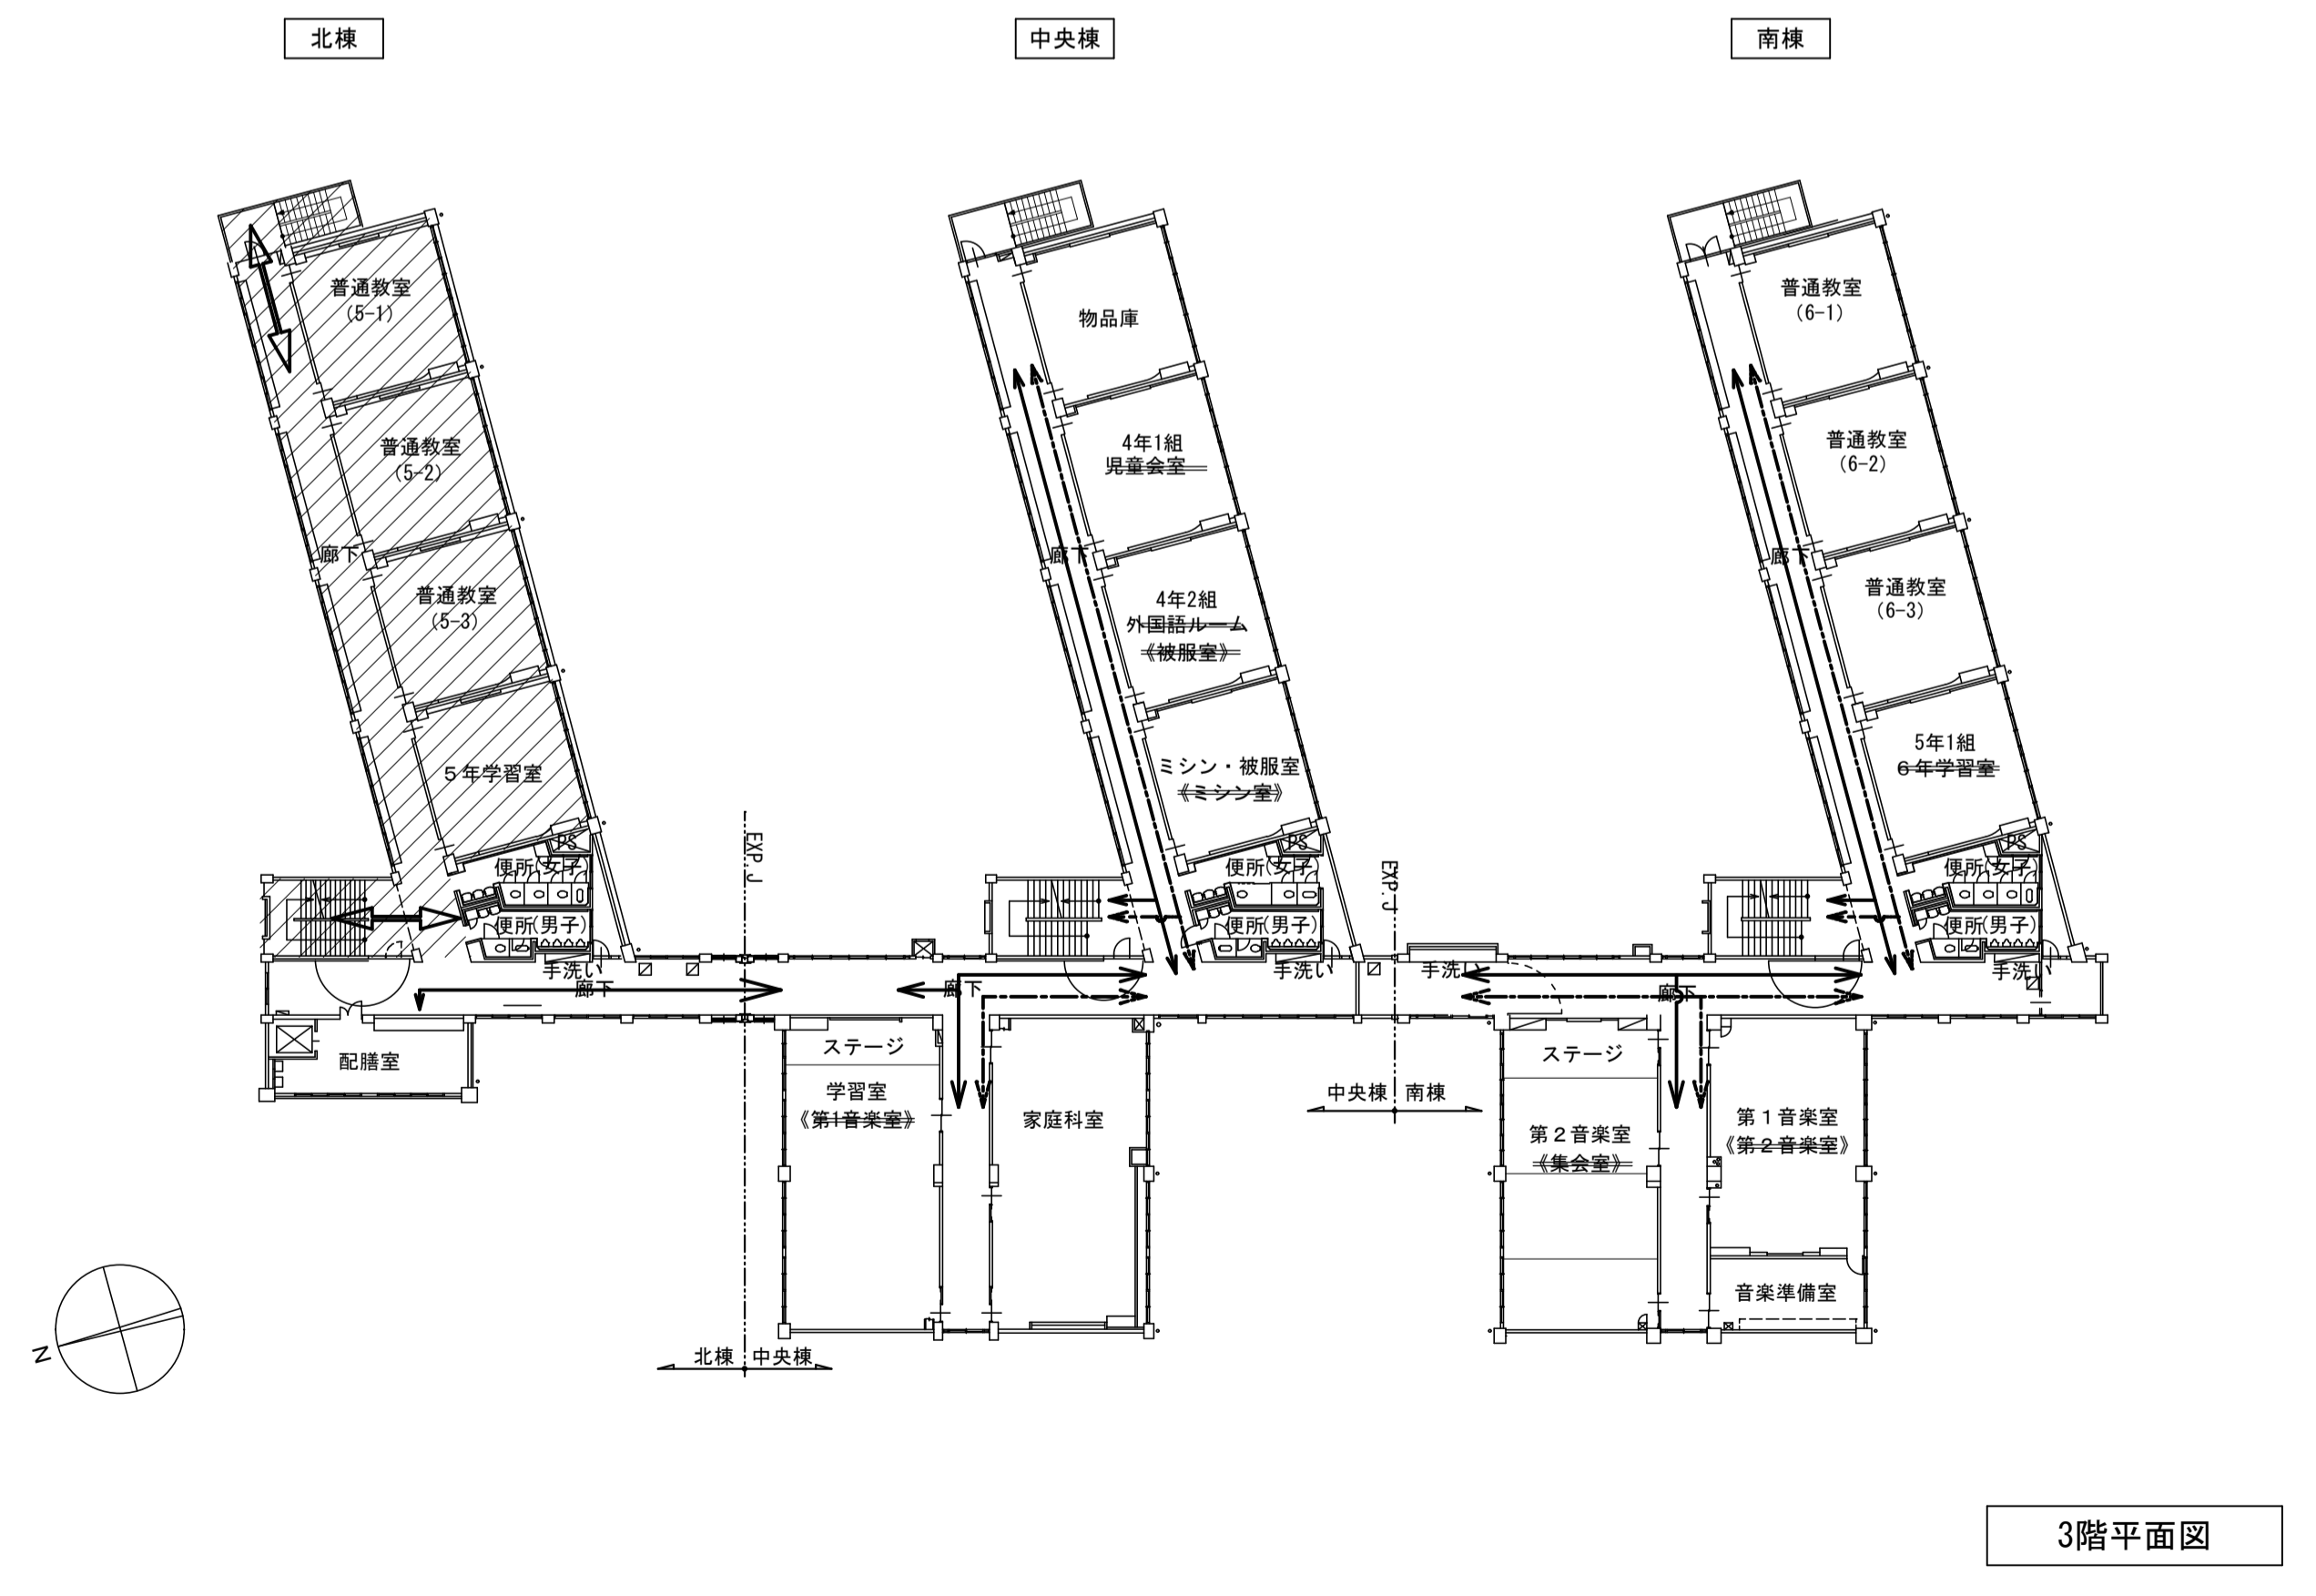 北棟
中央棟
南棟
普通教室
(5-1)
普通教室
(5-2)
普通教室
(5-3)
5年学習室
廊下
PS
便所(女子)
便所(男子)
手洗い
廊下
配膳室
EXP.J
北棟
中央棟
物品庫
4年1組
児童会室
4年2組
外国語ルーム
《被服室》
ミシン・被服室
《ミシン室》
廊下
PS
便所(女子)
便所(男子)
手洗い
廊下
ステージ
学習室
《第1音楽室》
家庭科室
EXP.J
中央棟
南棟
普通教室
(6-1)
普通教室
(6-2)
普通教室
(6-3)
5年1組
6年学習室
廊下
PS
便所(女子)
便所(男子)
手洗い
手洗い
廊下
ステージ
第2音楽室
《集会室》
第1音楽室
《第2音楽室》
音楽準備室
N
3階平面図